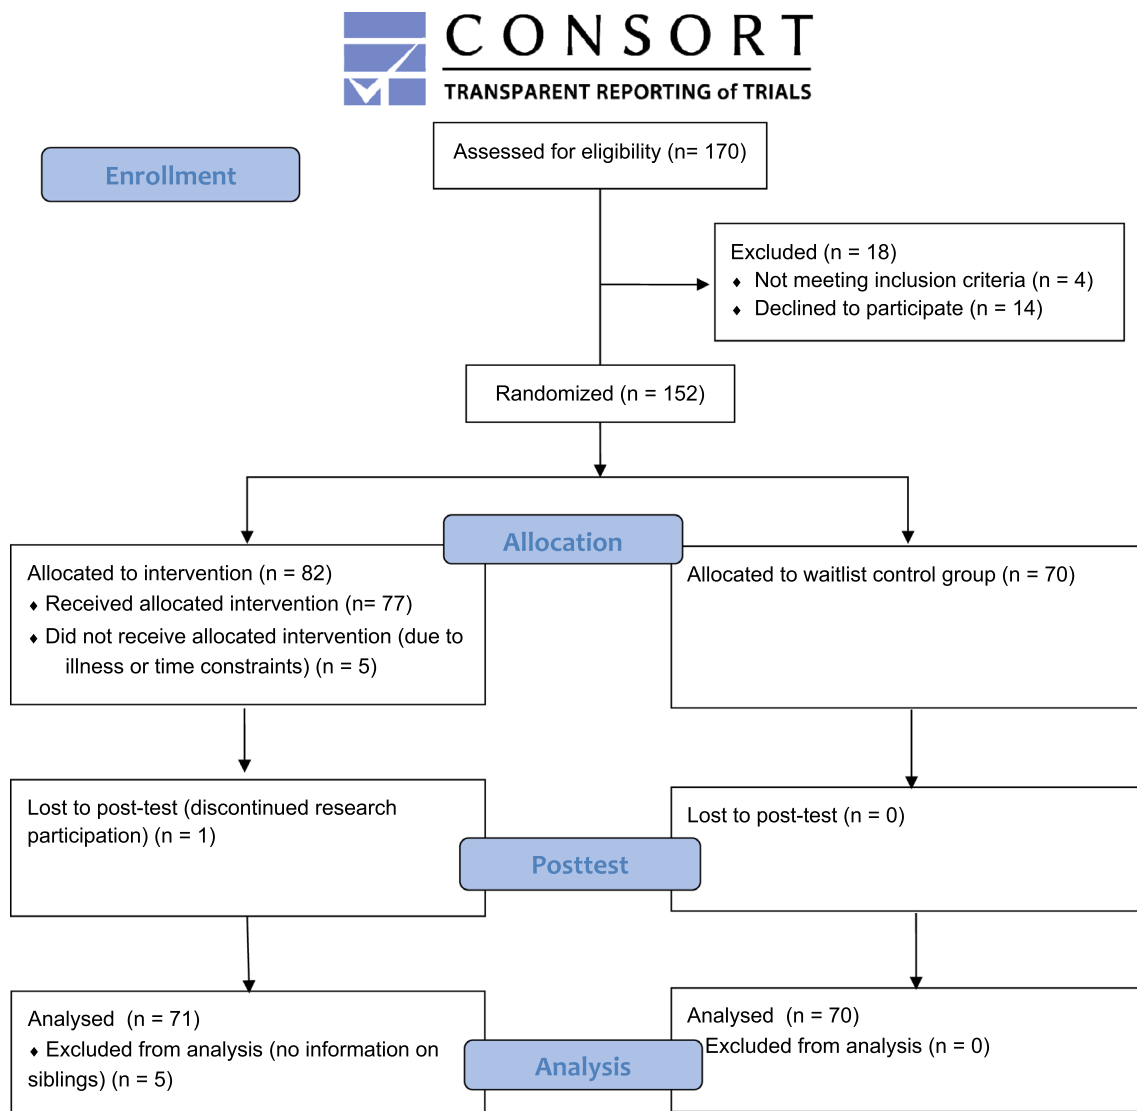 CONSORT
TRANSPARENT REPORTING of TRIALS
Assessed for eligibility (n= 170)
Enrollment
Excluded (n = 18)
♦ Not meeting inclusion criteria (n = 4)
♦ Declined to participate (n = 14)
Randomized (n = 152)
Allocation
Allocated to intervention (n = 82)
♦ Received allocated intervention (n= 77)
♦ Did not receive allocated intervention (due to
illness or time constraints) (n = 5)
Allocated to waitlist control group (n = 70)
Lost to post-test (discontinued research
participation) (n = 1)
Lost to post-test (n = 0)
Posttest
Analysed (n = 71)
♦ Excluded from analysis (no information on
siblings) (n = 5)
Analysed (n = 70)
Excluded from analysis (n = 0)
Analysis